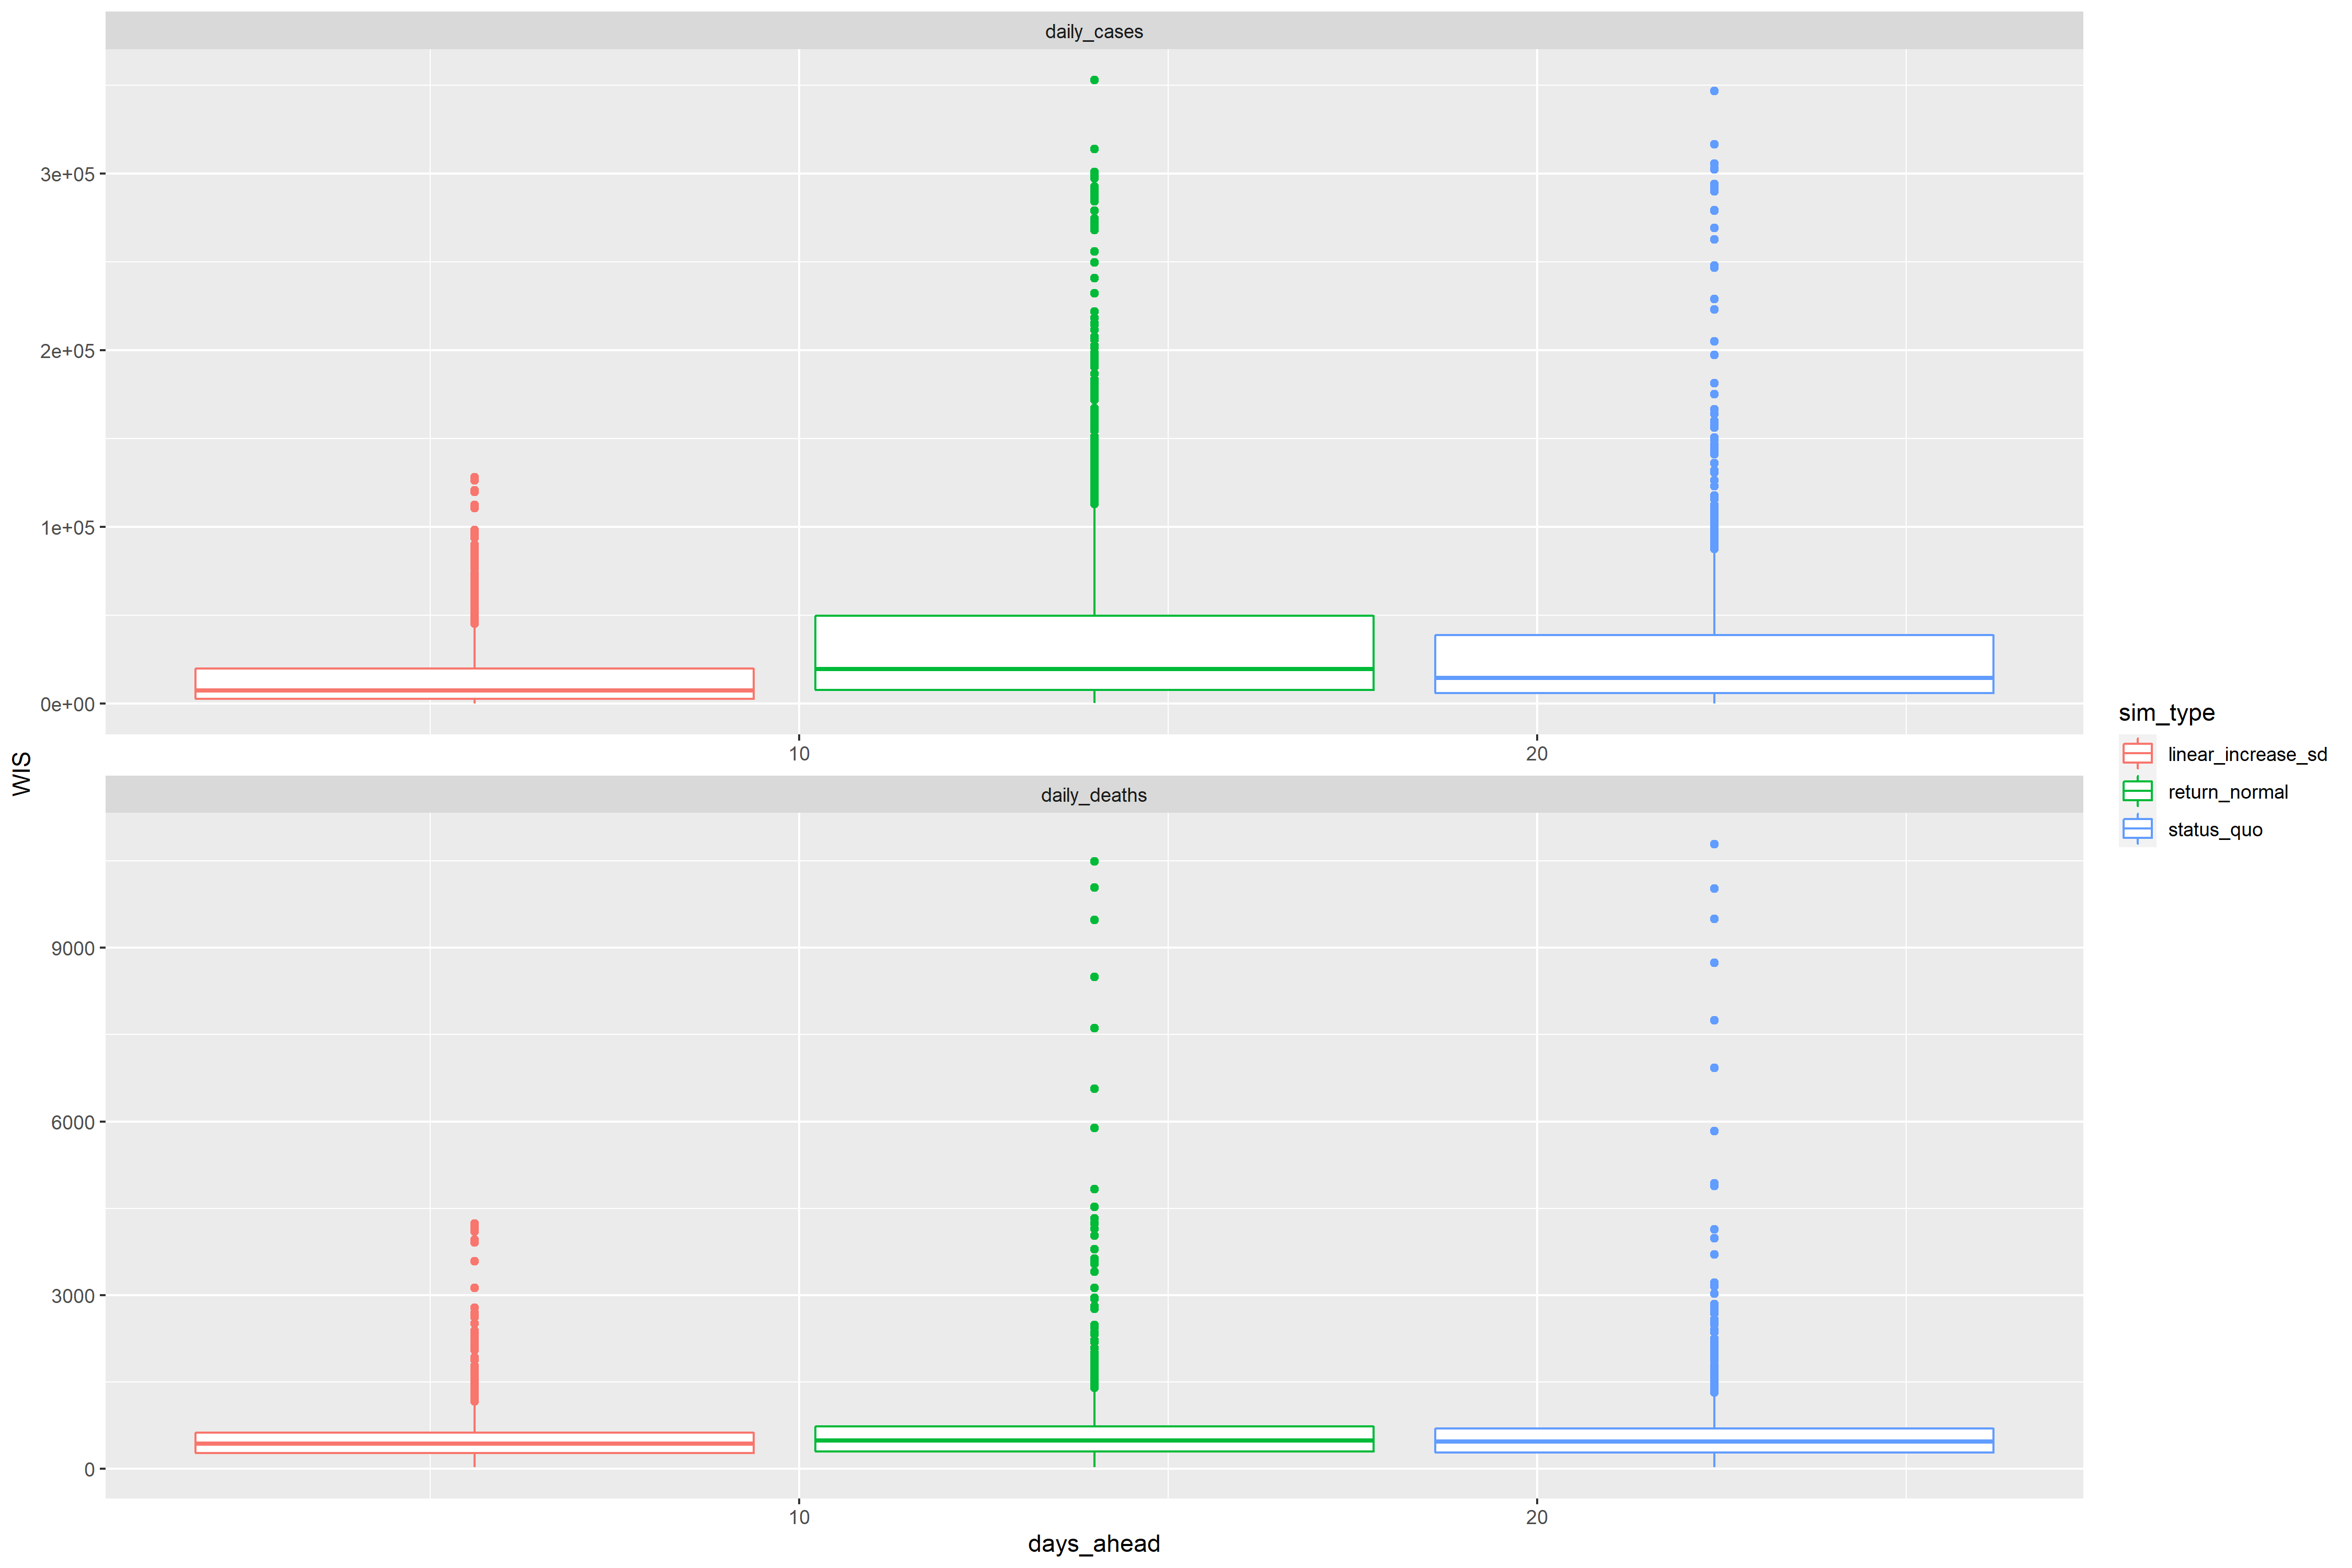 daily_cases
3e+05
2e+05
1e+05
0e+00
10
20
WIS
daily_deaths
9000
6000
3000
0
10
20
days_ahead
sim_type
linear_increase_sd
return_normal
status_quo